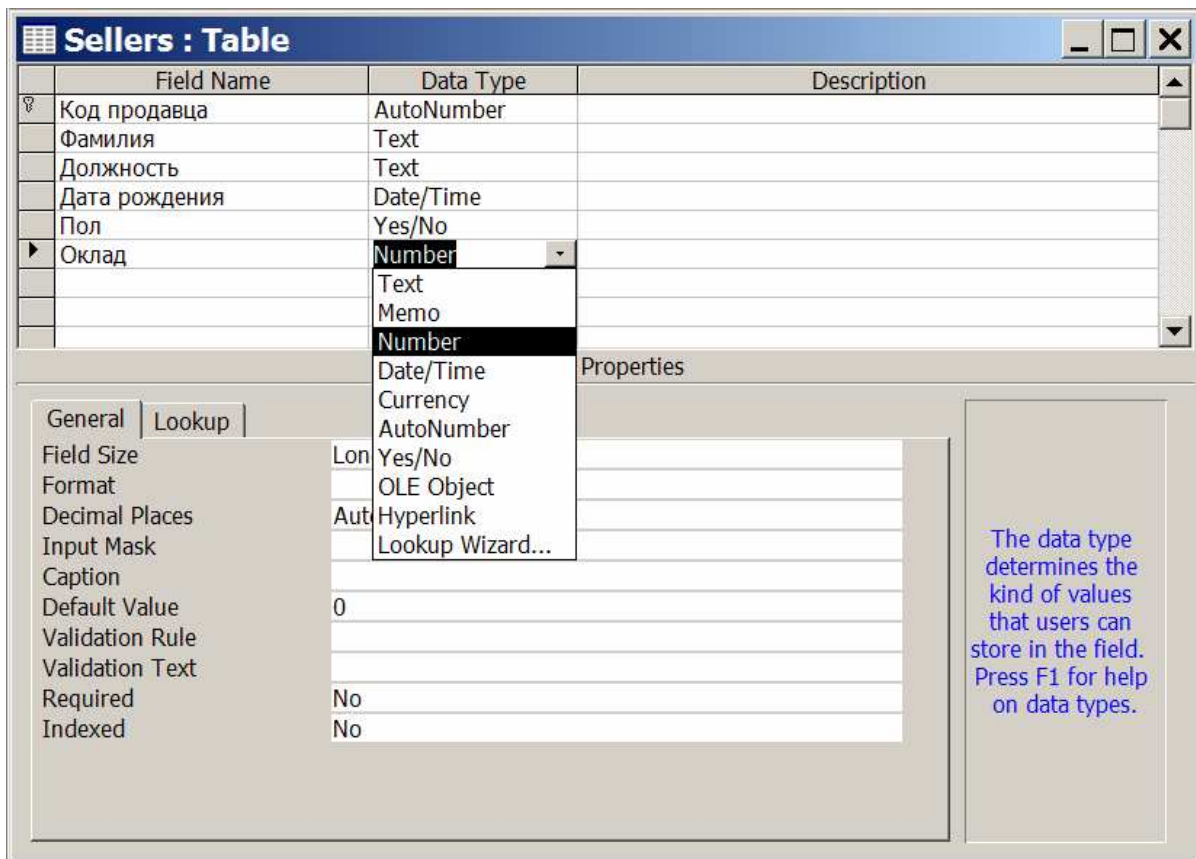 Sellers : Table
Field Name Data Type Description
Код продавца AutoNumber
Фамилия Text
Должность Text
Дата рождения Date/Time
Пол Yes/No
Оклад Number
Text
Memo
Number
Date/Time
Currency
AutoNumber
Yes/No
OLE Object
Hyperlink
Lookup Wizard...
Properties
General Lookup
Field Size Lon
Format
Decimal Places Aut
Input Mask
Caption
Default Value 0
Validation Rule
Validation Text
Required No
Indexed No
The data type
determines the
kind of values
that users can
store in the field.
Press F1 for help
on data types.